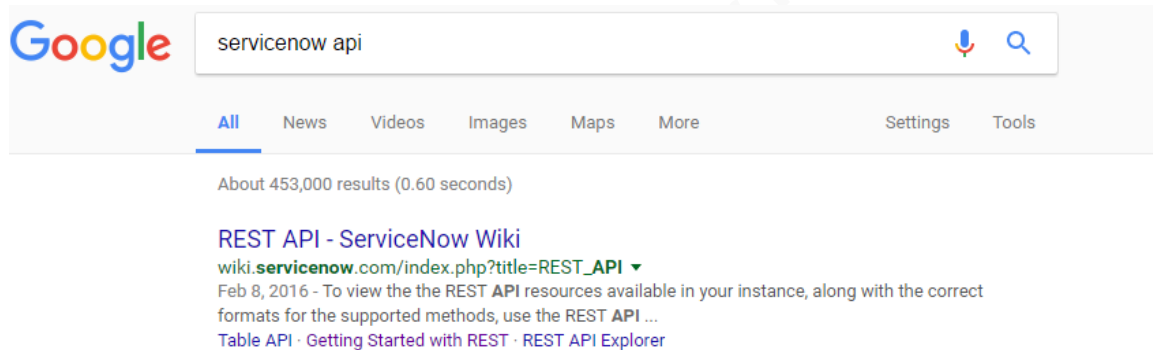 Google
servicenow api
All News Videos Images Maps More Settings Tools
About 453,000 results (0.60 seconds)
REST API - ServiceNow Wiki
wiki.servicenow.com/index.php?title=REST_API
Feb 8, 2016 - To view the the REST API resources available in your instance, along with the correct
formats for the supported methods, use the REST API ...
Table API · Getting Started with REST · REST API Explorer